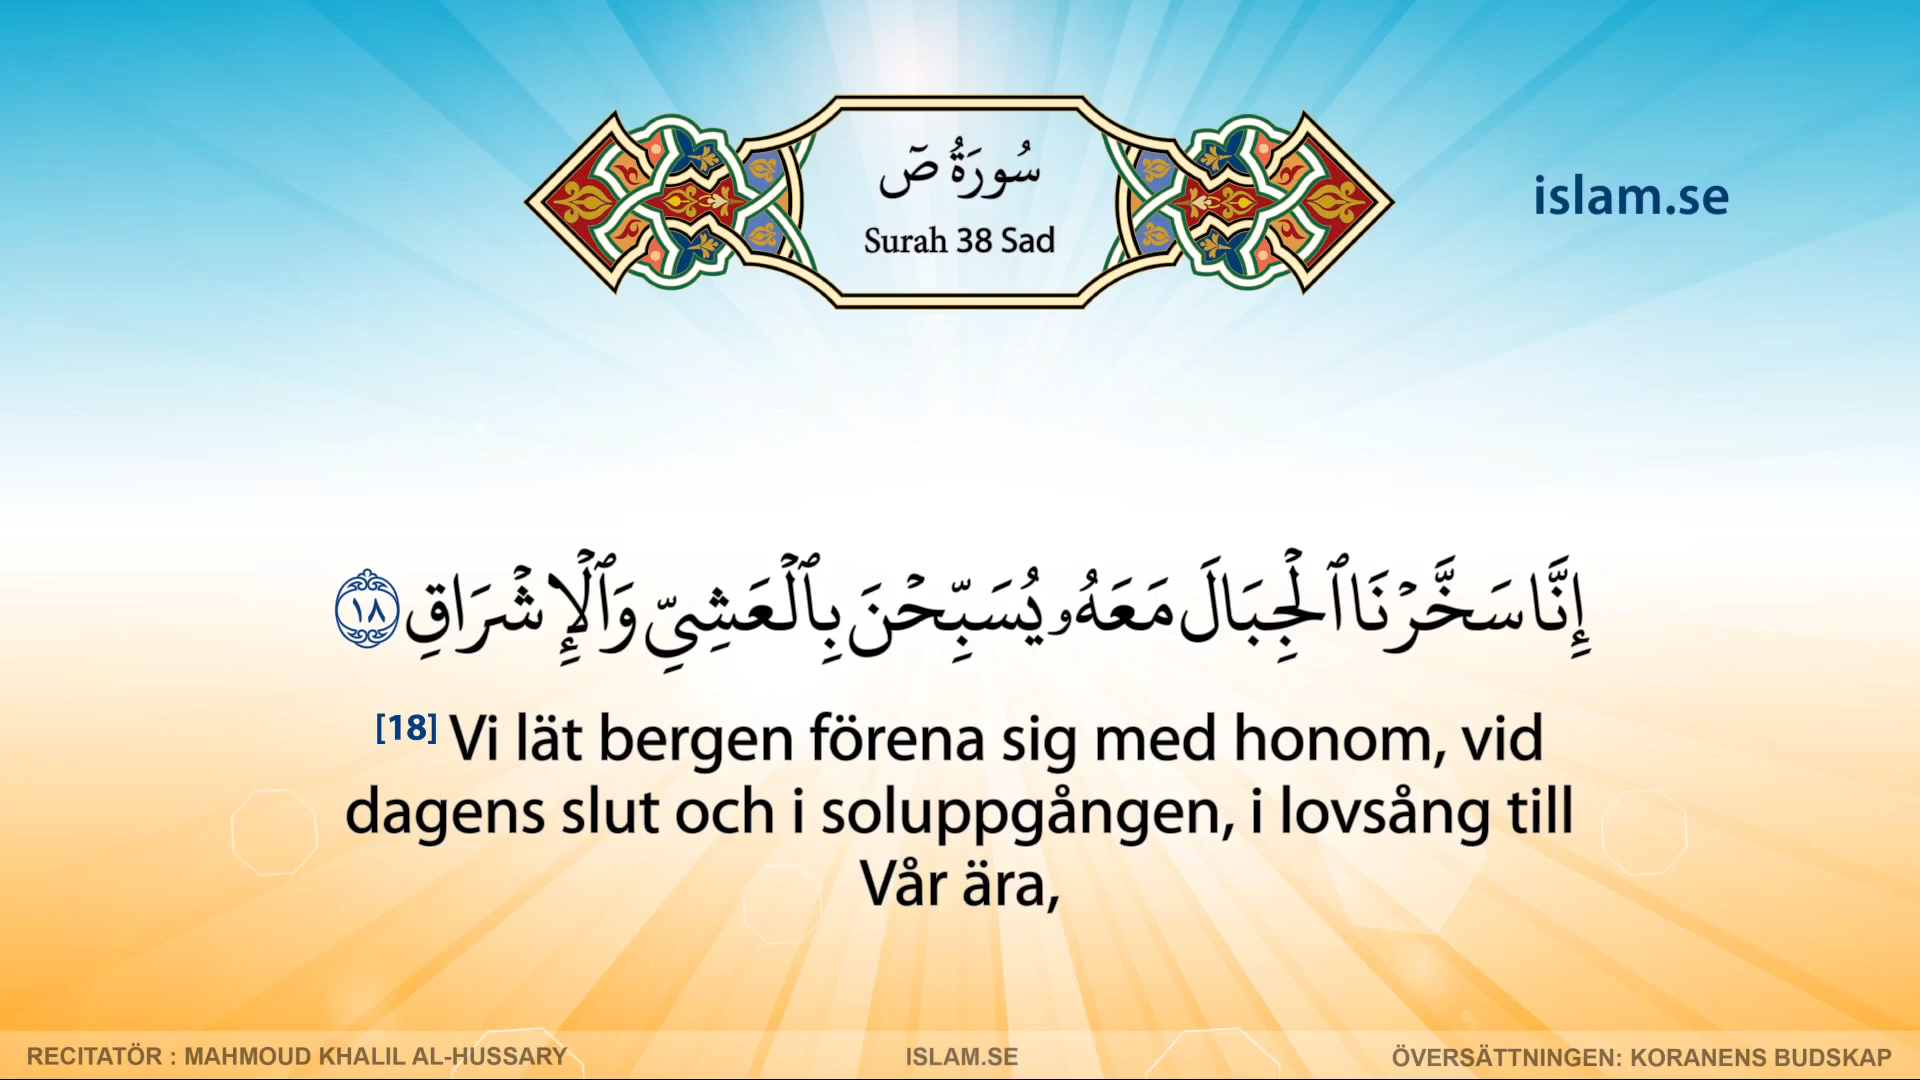 سُورَةُ صٓ
Surah 38 Sad
islam.se
إِنَّا سَخَّرْنَا ٱلْجِبَالَ مَعَهُۥ يُسَبِّحْنَ بِٱلْعَشِىِّ وَٱلْإِشْرَاقِ ١٨
[18] Vi lät bergen förena sig med honom, vid
dagens slut och i soluppgången, i lovsång till
Vår ära,
RECITATÖR : MAHMOUD KHALIL AL-HUSSARY
ISLAM.SE
ÖVERSÄTTNINGEN: KORANENS BUDSKAP